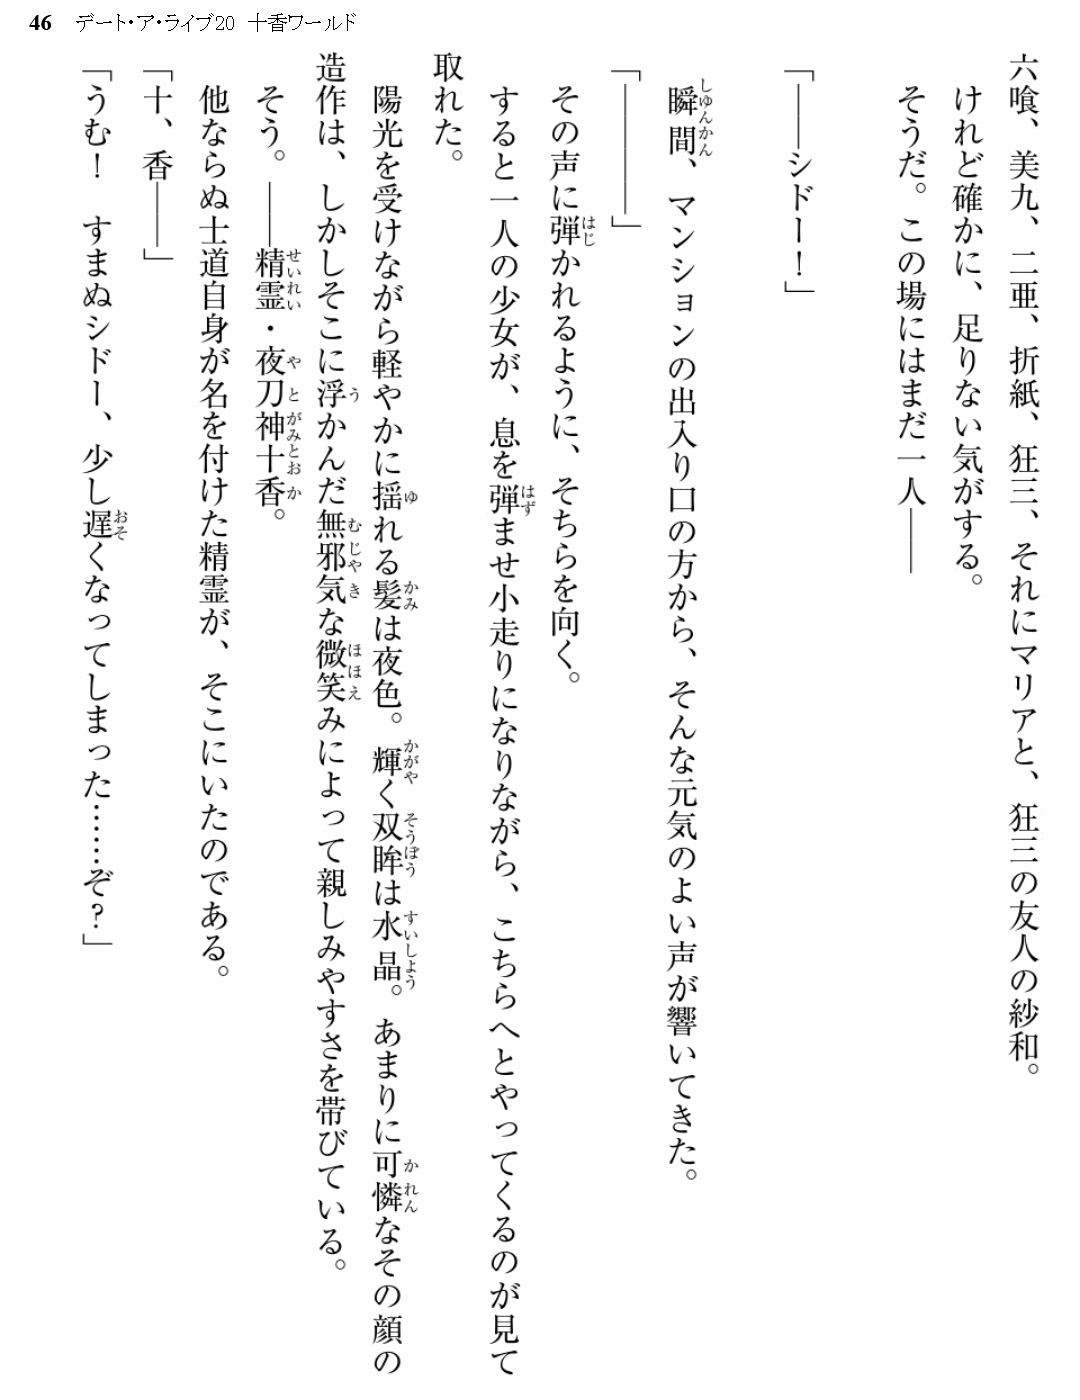 46 デート・ア・ライブ20 十香ワールド
六喰、美九、二亜、折紙、狂三、それにマリアと、狂三の友人の紗和。
けれど確かに、足りない気がする。
そうだ。この場にはまだ一人――
「――シドー！」
瞬間、マンションの出入り口の方から、そんな元気のよい声が響いてきた。
「――――」
その声に弾かれるように、そちらを向く。
すると一人の少女が、息を弾ませ小走りになりながら、こちらへとやってくるのが見て
取れた。
陽光を受けながら軽やかに揺れる髪は夜色。輝く双眸は水晶。あまりに可憐なその顔の
造作は、しかしそこに浮かんだ無邪気な微笑みによって親しみやすさを帯びている。
そう。――精霊・夜刀神十香。
他ならぬ士道自身が名を付けた精霊が、そこにいたのである。
「十、香――」
「うむ！　すまぬシドー、少し遅くなってしまった……ぞ？」